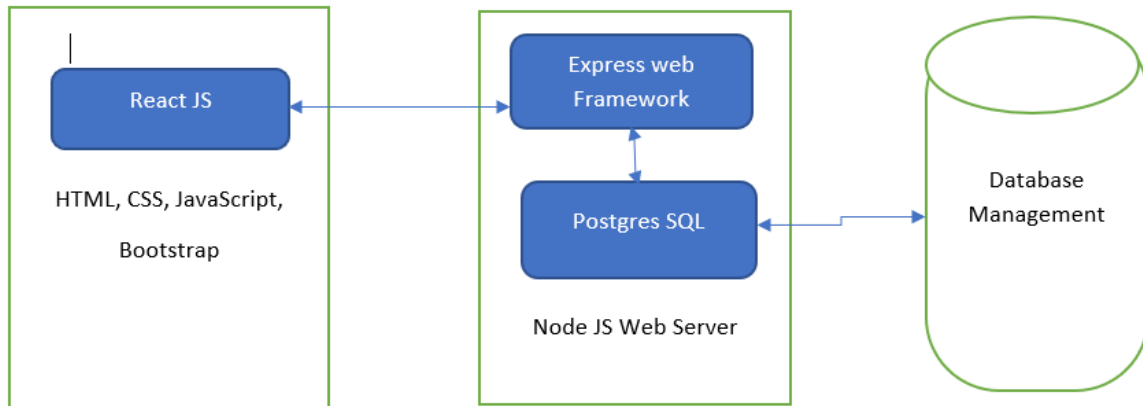 React JS
HTML, CSS, JavaScript,
Bootstrap
Express web
Framework
Postgres SQL
Node JS Web Server
Database
Management